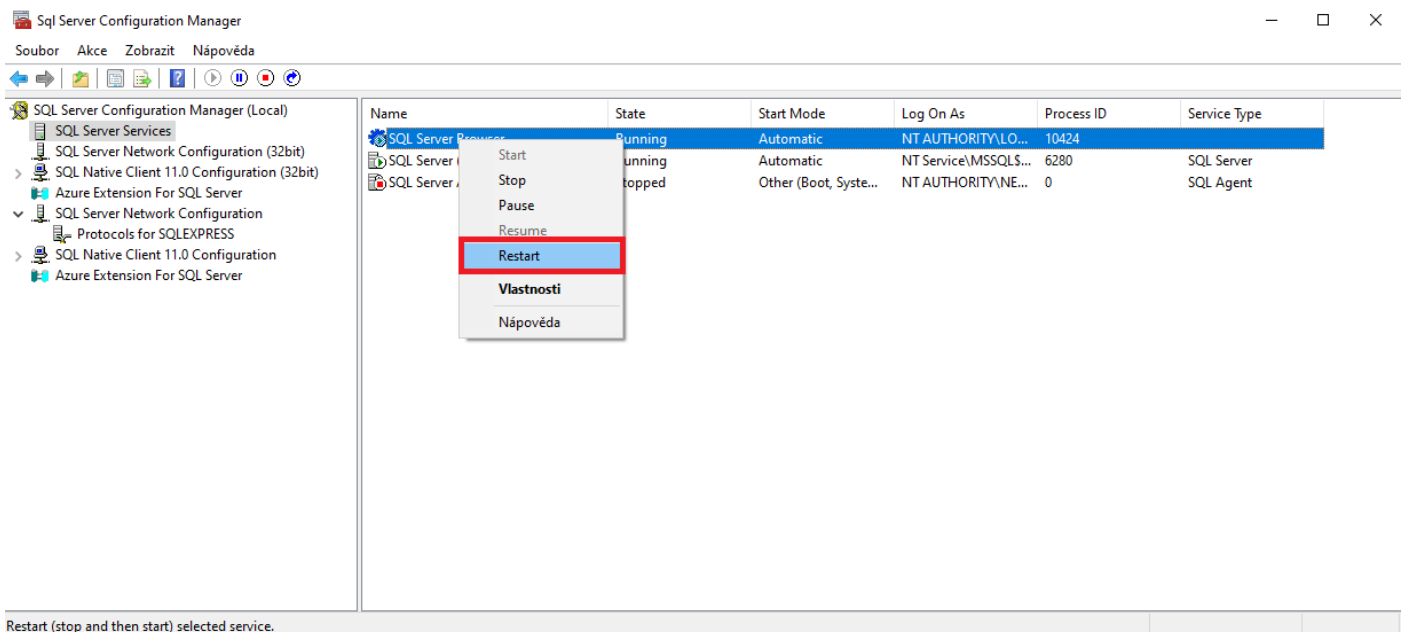 Sql Server Configuration Manager
Soubor Akce Zobrazit Nápověda
SQL Server Configuration Manager (Local)
SQL Server Services
SQL Server Network Configuration (32bit)
SQL Native Client 11.0 Configuration (32bit)
Azure Extension For SQL Server
SQL Server Network Configuration
Protocols for SQLEXPRESS
SQL Native Client 11.0 Configuration
Azure Extension For SQL Server
Name State Start Mode Log On As Process ID Service Type
SQL Server Browser Running Automatic NT AUTHORITY\LO... 10424
SQL Server unning Automatic NT Service\MSSQL$... 6280 SQL Server
SQL Server topped Other (Boot, Syste... NT AUTHORITY\NE... 0 SQL Agent
Start
Stop
Pause
Resume
Restart
Vlastnosti
Nápověda
Restart (stop and then start) selected service.